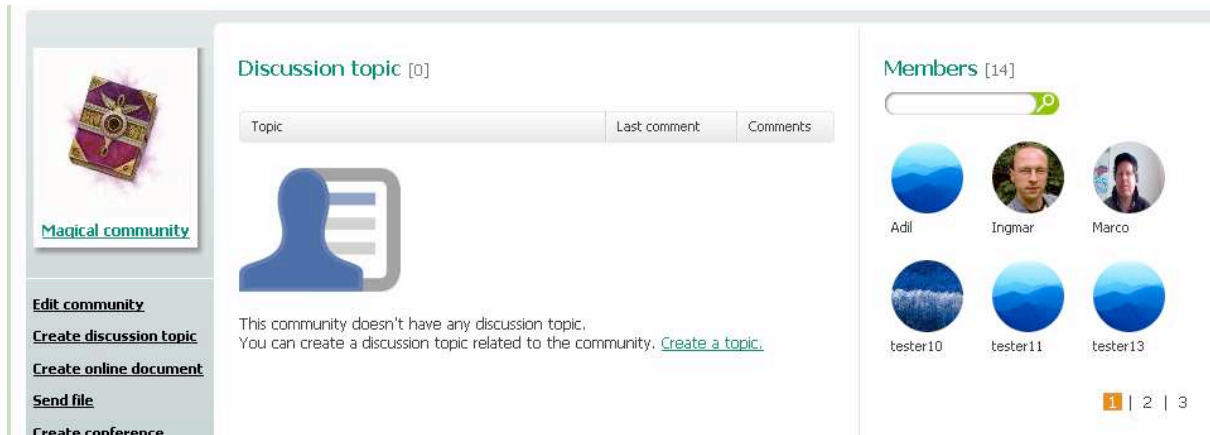 Magical community
Edit community
Create discussion topic
Create online document
Send file
Create conference
Discussion topic [0]
Topic Last comment Comments
This community doesn't have any discussion topic.
You can create a discussion topic related to the community. Create a topic.
Members [14]
Adil Ingmar Marco
tester10 tester11 tester13
1 | 2 | 3